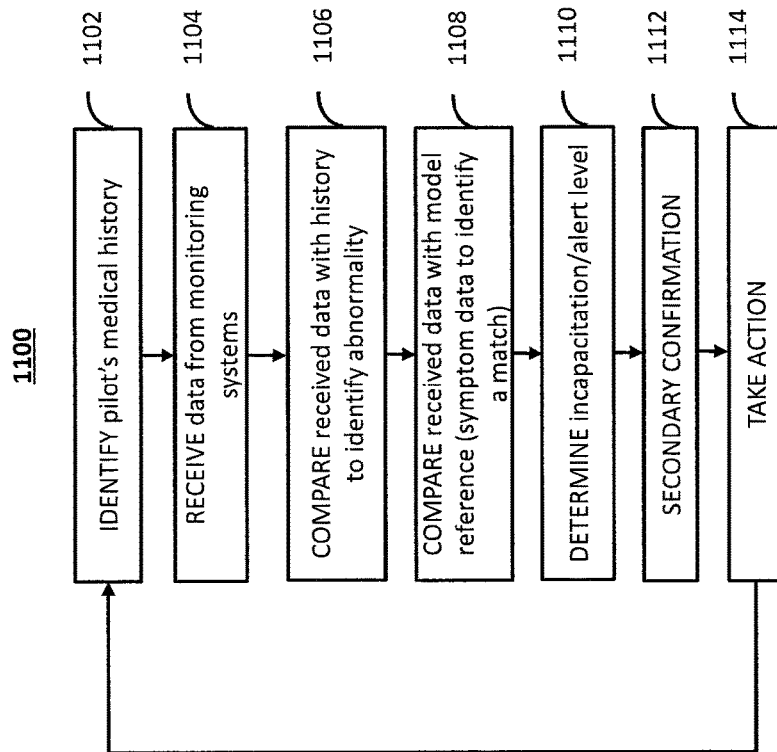 1100
IDENTIFY pilot's medical history
1102
RECEIVE data from monitoring
systems
1104
COMPARE received data with history
to identify abnormality
1106
COMPARE received data with model
reference (symptom data to identify
a match)
1108
DETERMINE incapacitation/alert level
1110
SECONDARY CONFIRMATION
1112
TAKE ACTION
1114